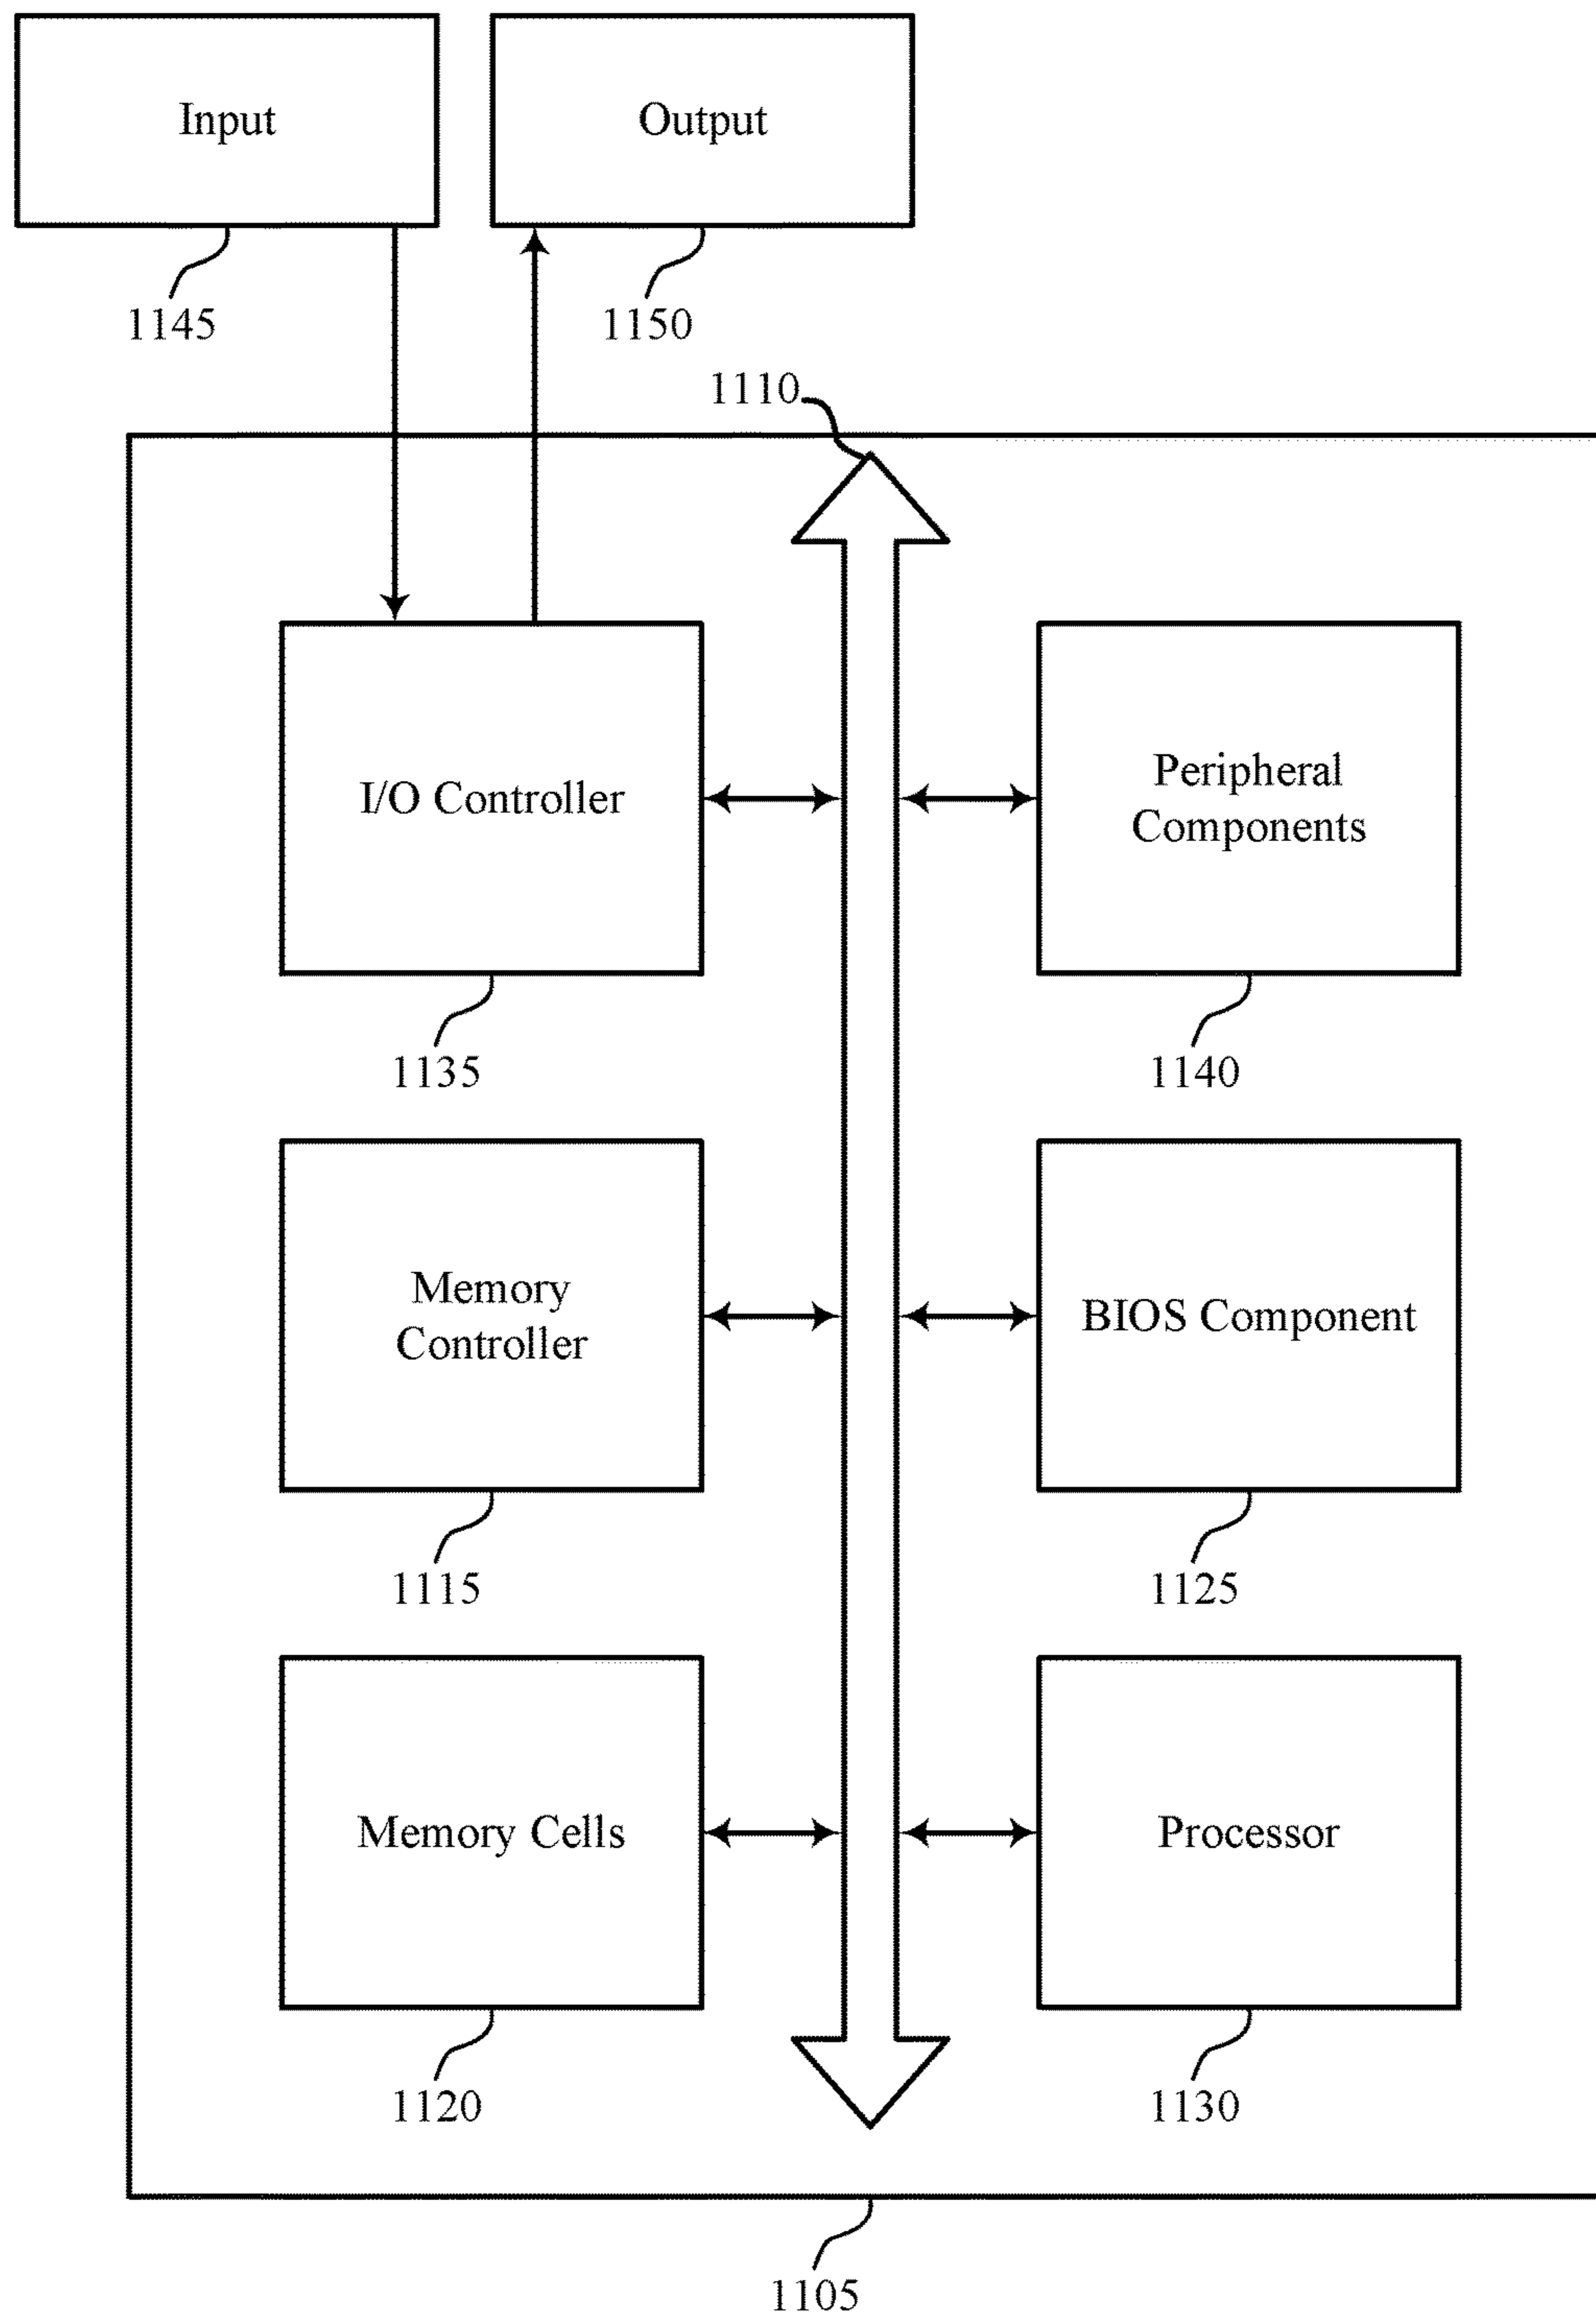 Input
Output
1145
1150
1110
I/O Controller
Peripheral
Components
1135
1140
Memory
Controller
BIOS Component
1115
1125
Memory Cells
Processor
1120
1130
1105